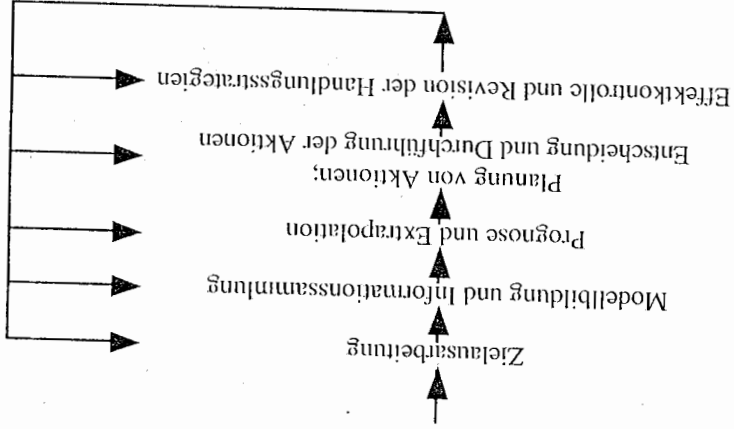 Zielausarbeitung
Modellbildung und Informationssammlung
Prognose und Extrapolation
Planung von Aktionen;
Entscheidung und Durchführung der Aktionen
Effektkontrolle und Revision der Handlungsstrategien